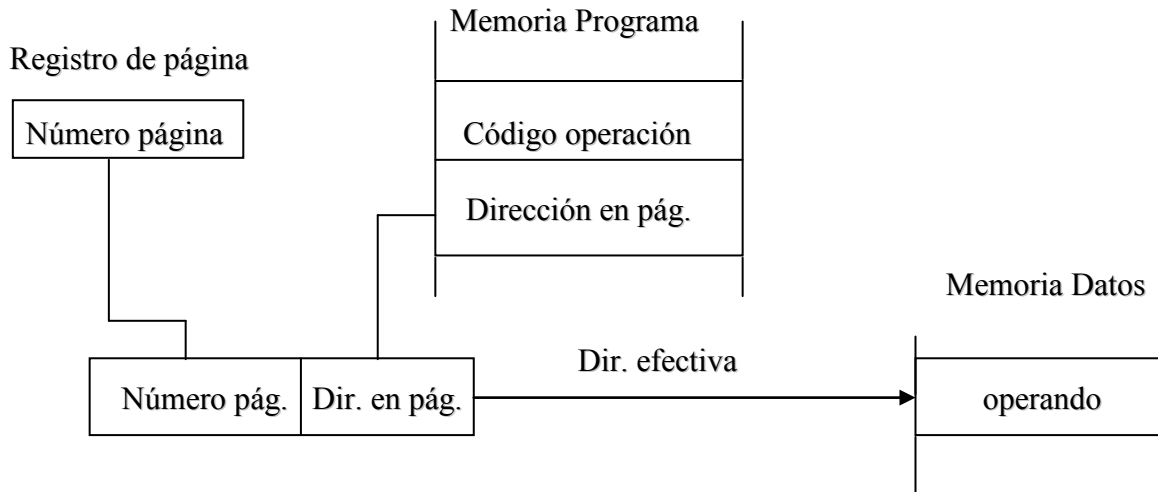 Memoria Programa
Registro de página
Número página
Código operación
Dirección en pág.
Memoria Datos
Dir. efectiva
Número pág.
Dir. en pág.
operando